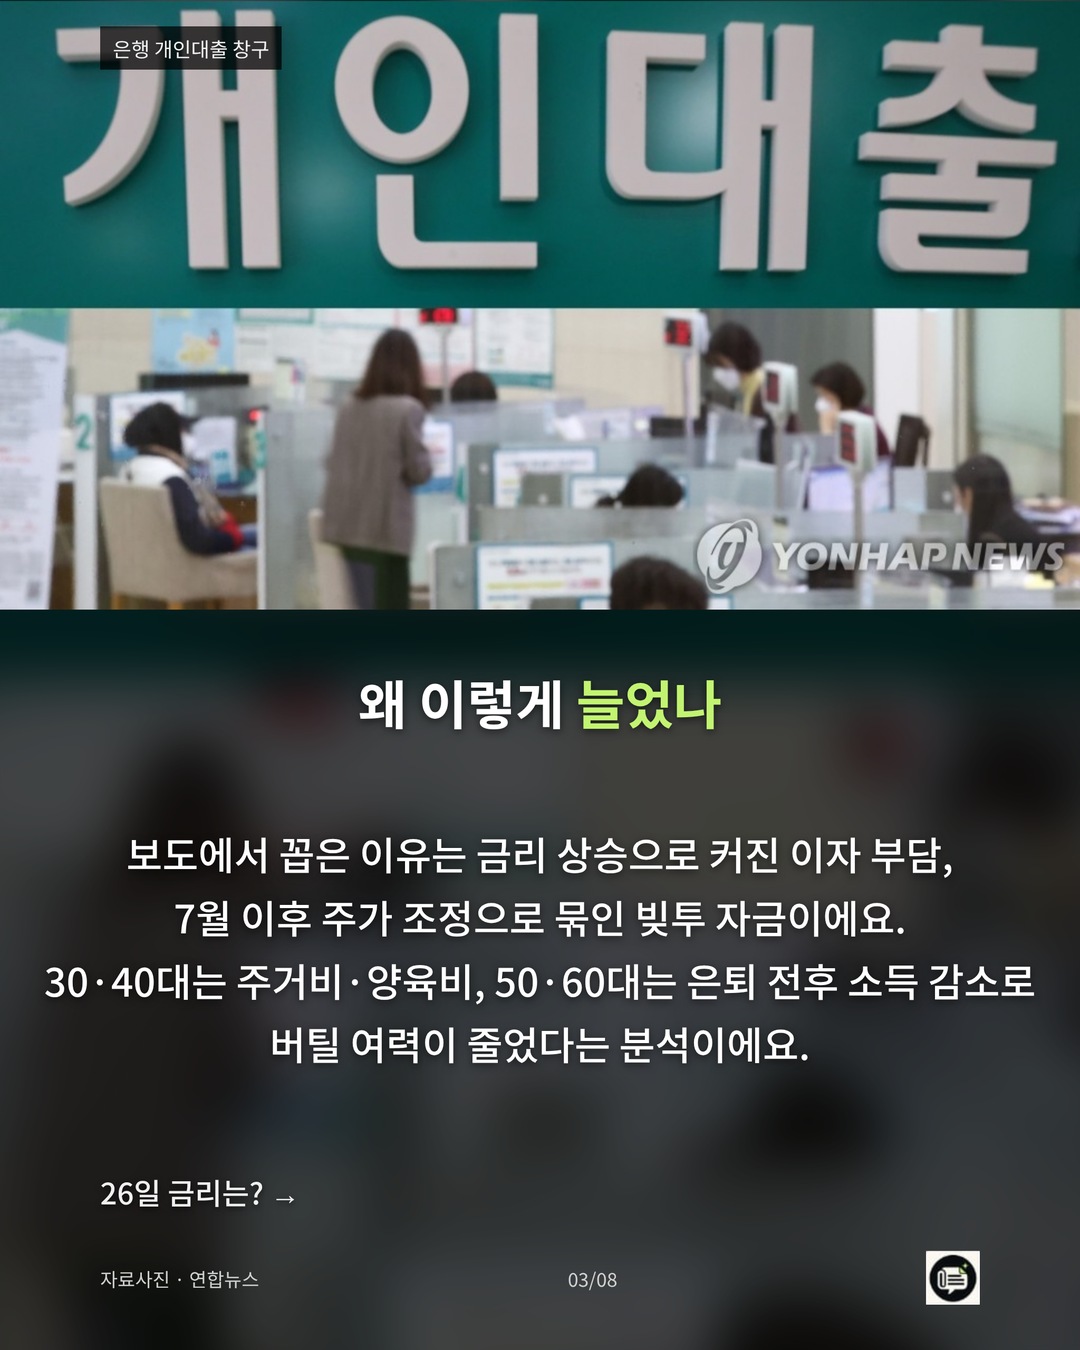 은행 개인대출 창구
개인대출
2
3
YONHAP NEWS
왜 이렇게 늘었나
보도에서 꼽은 이유는 금리 상승으로 커진 이자 부담,
7월 이후 주가 조정으로 묶인 빚투 자금이에요.
30·40대는 주거비·양육비, 50·60대는 은퇴 전후 소득 감소로
버틸 여력이 줄었다는 분석이에요.
26일 금리는? →
자료사진 · 연합뉴스
03/08